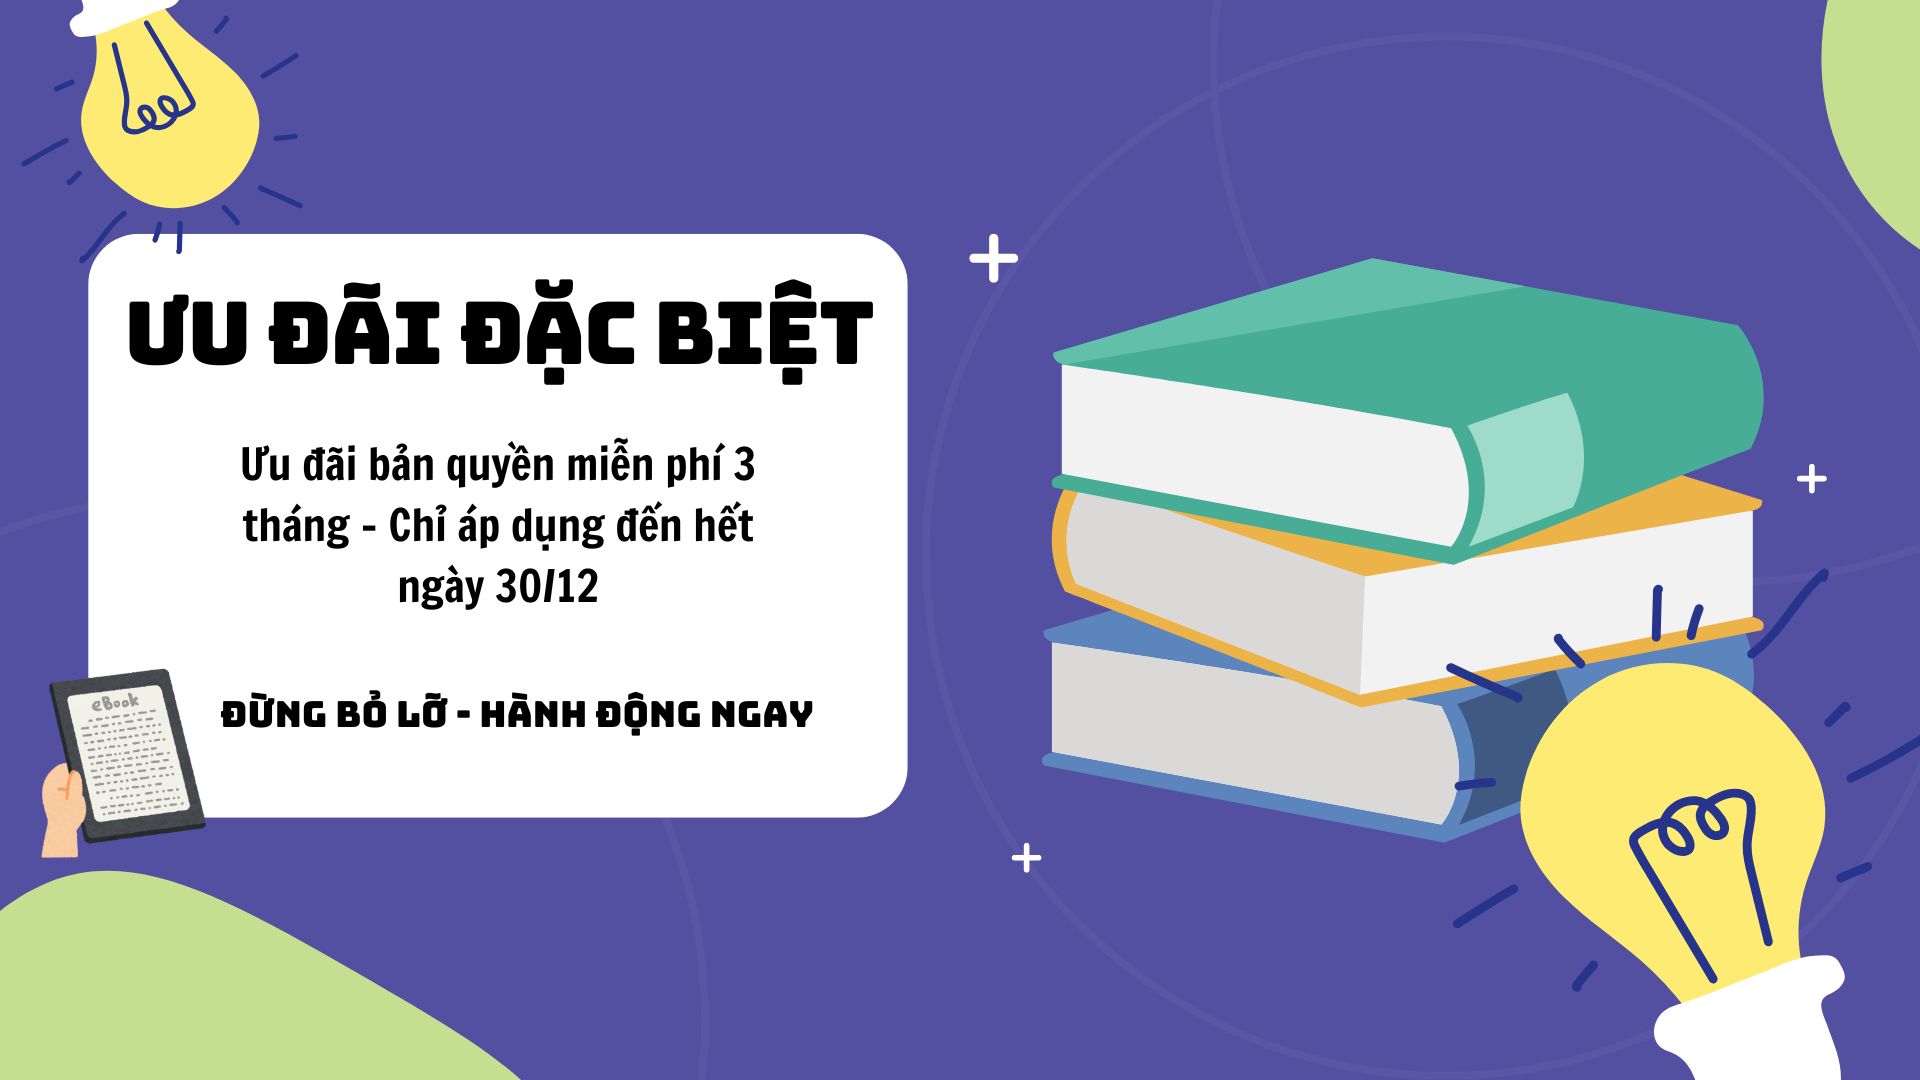 ƯU ĐÃI ĐẶC BIỆT
Ưu đãi bản quyền miễn phí 3
tháng - Chỉ áp dụng đến hết
ngày 30/12
ĐỪNG BỎ LỠ - HÀNH ĐỘNG NGAY
eBook